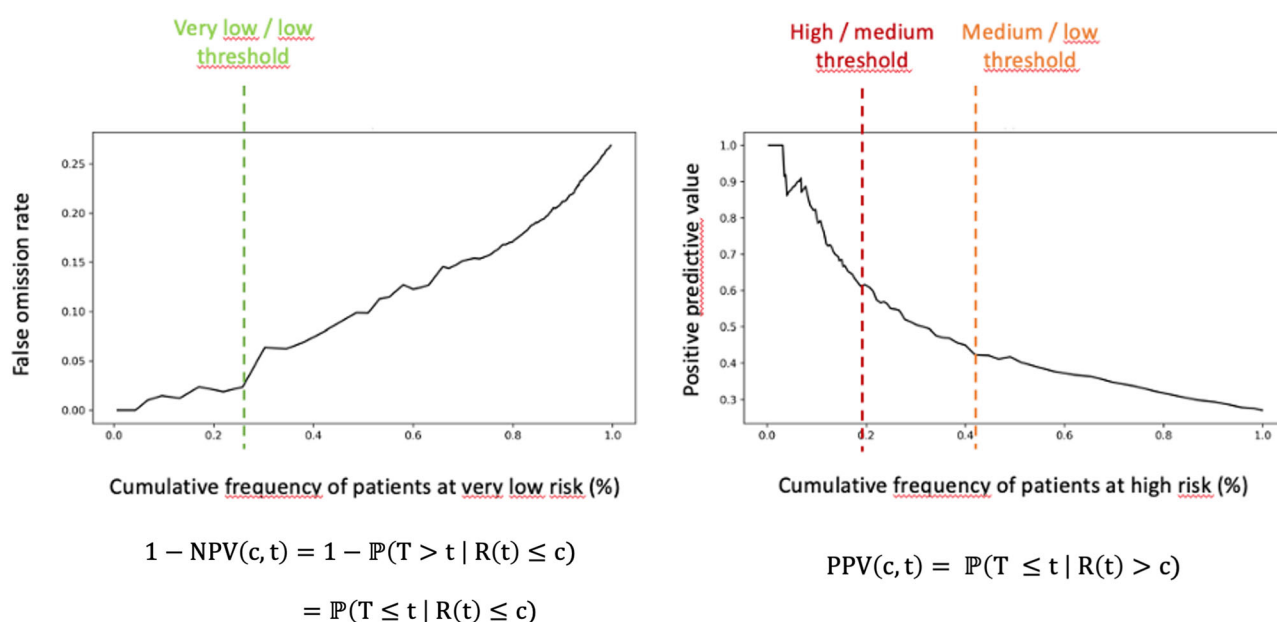 Very low / low
threshold
High / medium
threshold
Medium / low
threshold
False omission rate
0.25
0.20
0.15
0.10
0.05
0.00
0.0 0.2 0.4 0.6 0.8 1.0
Cumulative frequency of patients at very low risk (%)
1 − NPV(c, t) = 1 − ℙ(T > t | R(t) ≤ c)
= ℙ(T ≤ t | R(t) ≤ c)
Positive predictive value
1.0
0.9
0.8
0.7
0.6
0.5
0.4
0.3
0.0 0.2 0.4 0.6 0.8 1.0
Cumulative frequency of patients at high risk (%)
PPV(c, t) = ℙ(T ≤ t | R(t) > c)